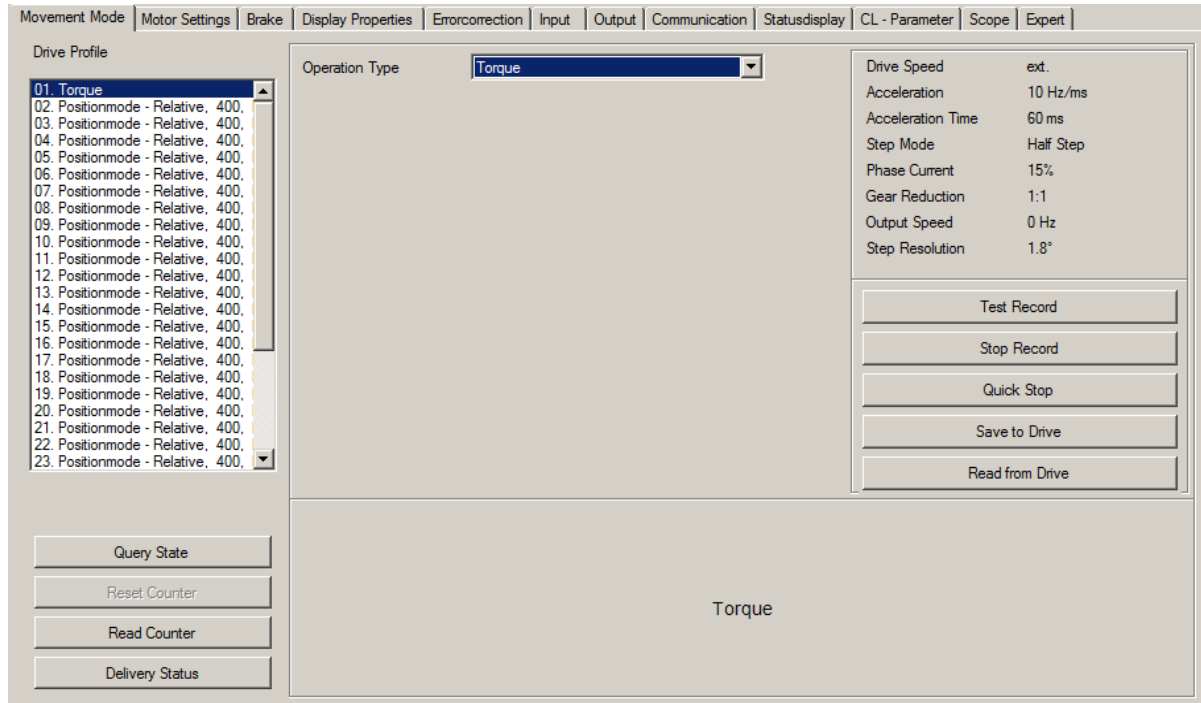 Movement Mode
Motor Settings
Brake
Display Properties
Errorcorrection
Input
Output
Communication
Statusdisplay
CL - Parameter
Scope
Expert
Drive Profile
01. Torque
02. Positionmode - Relative, 400,
03. Positionmode - Relative, 400,
04. Positionmode - Relative, 400,
05. Positionmode - Relative, 400,
06. Positionmode - Relative, 400,
07. Positionmode - Relative, 400,
08. Positionmode - Relative, 400,
09. Positionmode - Relative, 400,
10. Positionmode - Relative, 400,
11. Positionmode - Relative, 400,
12. Positionmode - Relative, 400,
13. Positionmode - Relative, 400,
14. Positionmode - Relative, 400,
15. Positionmode - Relative, 400,
16. Positionmode - Relative, 400,
17. Positionmode - Relative, 400,
18. Positionmode - Relative, 400,
19. Positionmode - Relative, 400,
20. Positionmode - Relative, 400,
21. Positionmode - Relative, 400,
22. Positionmode - Relative, 400,
23. Positionmode - Relative, 400,
Query State
Reset Counter
Read Counter
Delivery Status
Operation Type Torque
Drive Speed ext.
Acceleration 10 Hz/ms
Acceleration Time 60 ms
Step Mode Half Step
Phase Current 15%
Gear Reduction 1:1
Output Speed 0 Hz
Step Resolution 1.8°
Test Record
Stop Record
Quick Stop
Save to Drive
Read from Drive
Torque